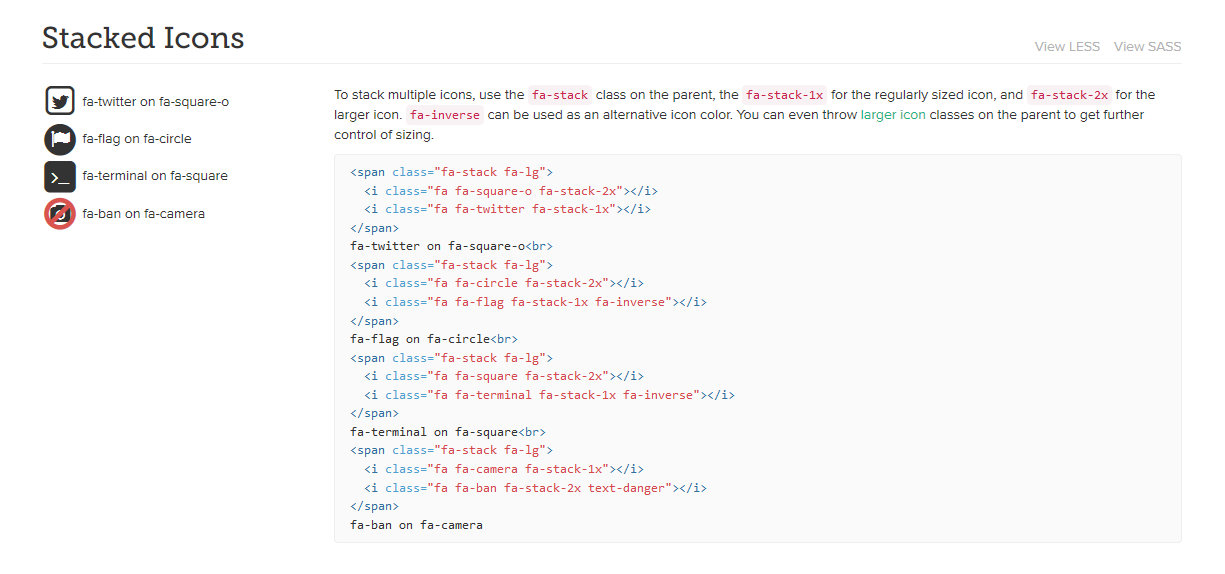 Stacked Icons
View LESS View SASS
fa-twitter on fa-square-o
fa-flag on fa-circle
fa-terminal on fa-square
fa-ban on fa-camera
To stack multiple icons, use the fa-stack class on the parent, the fa-stack-1x for the regularly sized icon, and fa-stack-2x for the
larger icon. fa-inverse can be used as an alternative icon color. You can even throw larger icon classes on the parent to get further
control of sizing.
<span class="fa-stack fa-lg">
  <i class="fa fa-square-o fa-stack-2x"></i>
  <i class="fa fa-twitter fa-stack-1x"></i>
</span>
fa-twitter on fa-square-o<br>
<span class="fa-stack fa-lg">
  <i class="fa fa-circle fa-stack-2x"></i>
  <i class="fa fa-flag fa-stack-1x fa-inverse"></i>
</span>
fa-flag on fa-circle<br>
<span class="fa-stack fa-lg">
  <i class="fa fa-square fa-stack-2x"></i>
  <i class="fa fa-terminal fa-stack-1x fa-inverse"></i>
</span>
fa-terminal on fa-square<br>
<span class="fa-stack fa-lg">
  <i class="fa fa-camera fa-stack-1x"></i>
  <i class="fa fa-ban fa-stack-2x text-danger"></i>
</span>
fa-ban on fa-camera